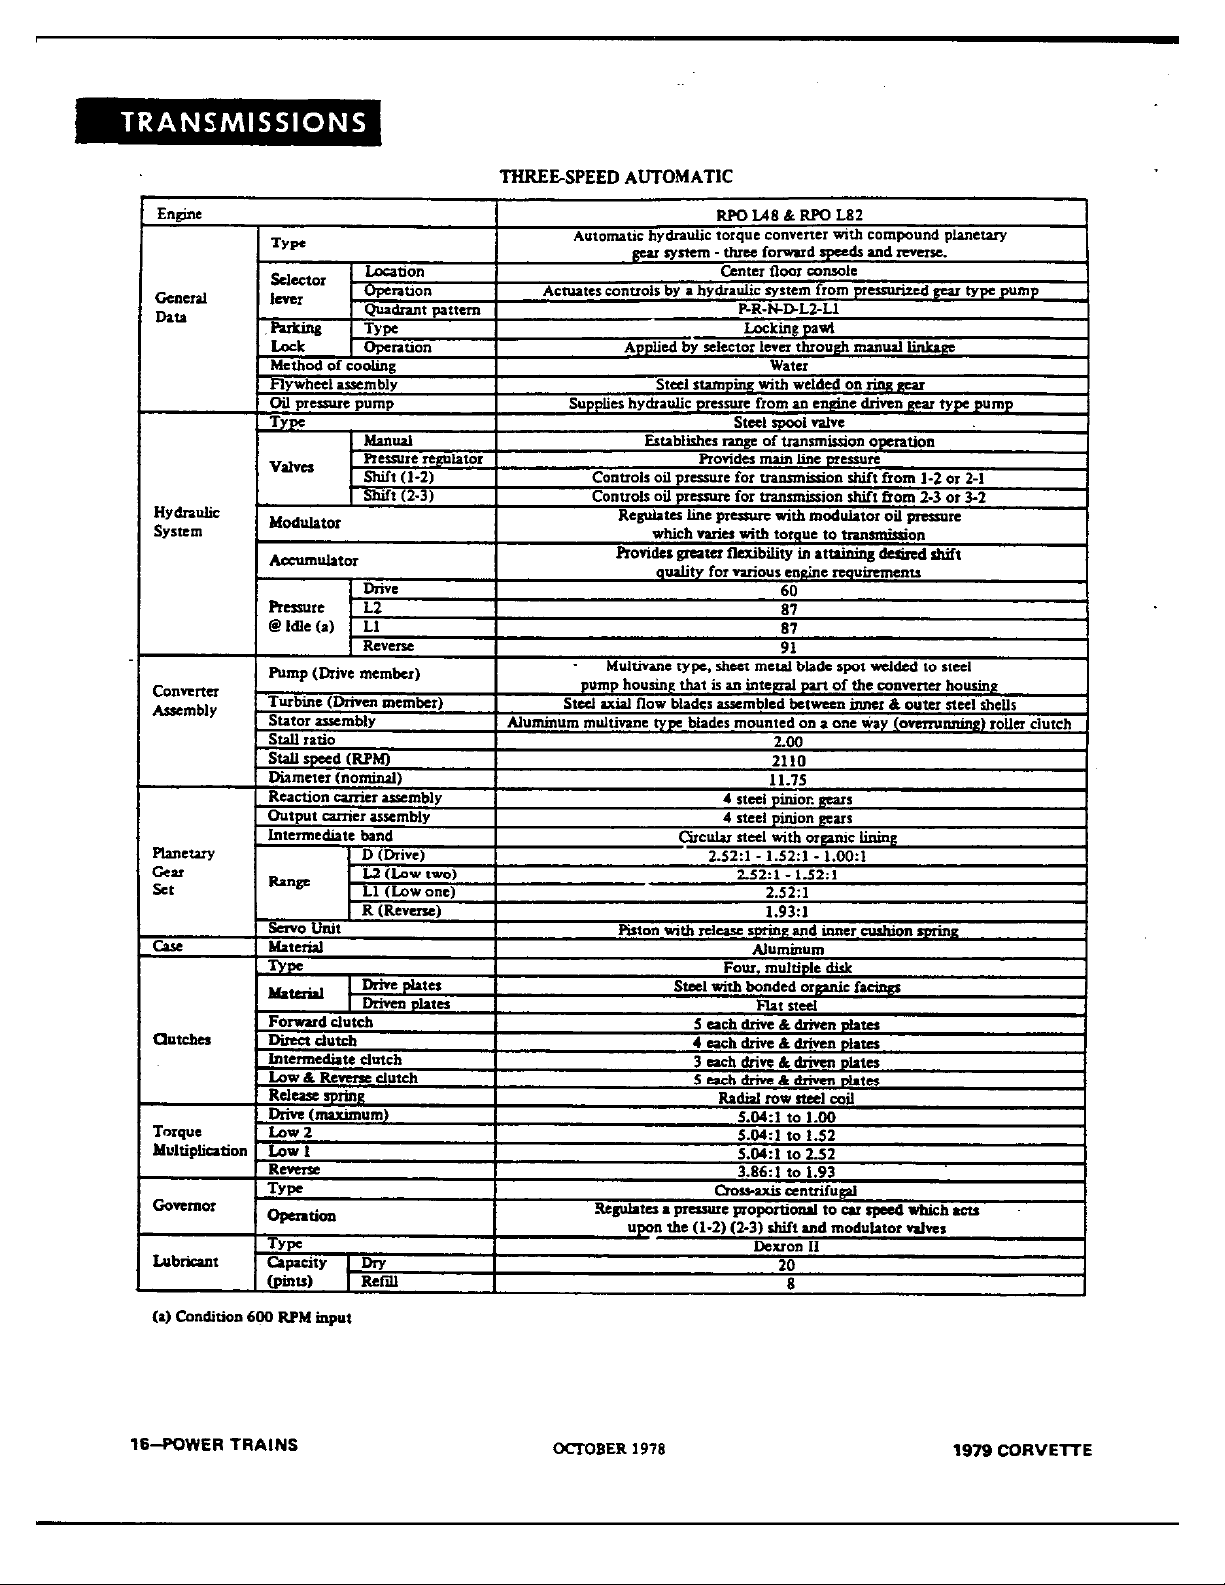 TRANSMISSIONS
THREE-SPEED AUTOMATIC
Engine RPO L48 & RPO L82
General Data
Type Automatic hydraulic torque converter with compound planetary
gear system - three forward speeds and reverse.
Selector lever Location Center floor console
Operation Actuates controls by a hydraulic system from pressurized gear type pump
Quadrant pattern P-R-N-D-L2-L1
Parking Lock Type Locking pawl
Operation Applied by selector lever through manual linkage
Method of cooling Water
Flywheel assembly Steel stamping with welded on ring gear
Oil pressure pump Supplies hydraulic pressure from an engine driven gear type pump
Hydraulic System
Type Steel spool valve
Valves Manual Establishes range of transmission operation
Pressure regulator Provides main line pressure
Shift (1-2) Controls oil pressure for transmission shift from 1-2 or 2-1
Shift (2-3) Controls oil pressure for transmission shift from 2-3 or 3-2
Modulator Regulates line pressure with modulator oil pressure
which varies with torque to transmission
Accumulator Provides greater flexibility in attaining desired shift
quality for various engine requirements
Pressure @ Idle (a) Drive 60
L2 87
L1 87
Reverse 91
Converter Assembly
Pump (Drive member) Multivane type, sheet metal blade spot welded to steel
pump housing that is an integral part of the converter housing
Turbine (Driven member) Steel axial flow blades assembled between inner & outer steel shells
Stator assembly Aluminum multivane type blades mounted on a one way (overrunning) roller clutch
Stall ratio 2.00
Stall speed (RPM) 2110
Diameter (nominal) 11.75
Planetary Gear Set
Reaction carrier assembly 4 steel pinion gears
Output carrier assembly 4 steel pinion gears
Intermediate band Circular steel with organic lining
Range D (Drive) 2.52:1 - 1.52:1 - 1.00:1
L2 (Low two) 2.52:1 - 1.52:1
L1 (Low one) 2.52:1
R (Reverse) 1.93:1
Servo Unit Piston with release spring and inner cushion spring
Case Material Aluminum
Clutches
Type Four, multiple disk
Material Drive plates Steel with bonded organic facings
Driven plates Flat steel
Forward clutch 5 each drive & driven plates
Direct clutch 4 each drive & driven plates
Intermediate clutch 3 each drive & driven plates
Low & Reverse clutch 5 each drive & driven plates
Release spring Radial row steel coil
Torque Multiplication
Drive (maximum) 5.04:1 to 1.00
Low 2 5.04:1 to 1.52
Low 1 5.04:1 to 2.52
Reverse 3.86:1 to 1.93
Governor
Type Cross-axis centrifugal
Operation Regulates a pressure proportional to car speed which acts
upon the (1-2) (2-3) shift and modulator valves
Lubricant
Type Dexron II
Capacity (pints) Dry 20
Refill 8
(a) Condition 600 RPM input
16—POWER TRAINS
OCTOBER 1978
1979 CORVETTE